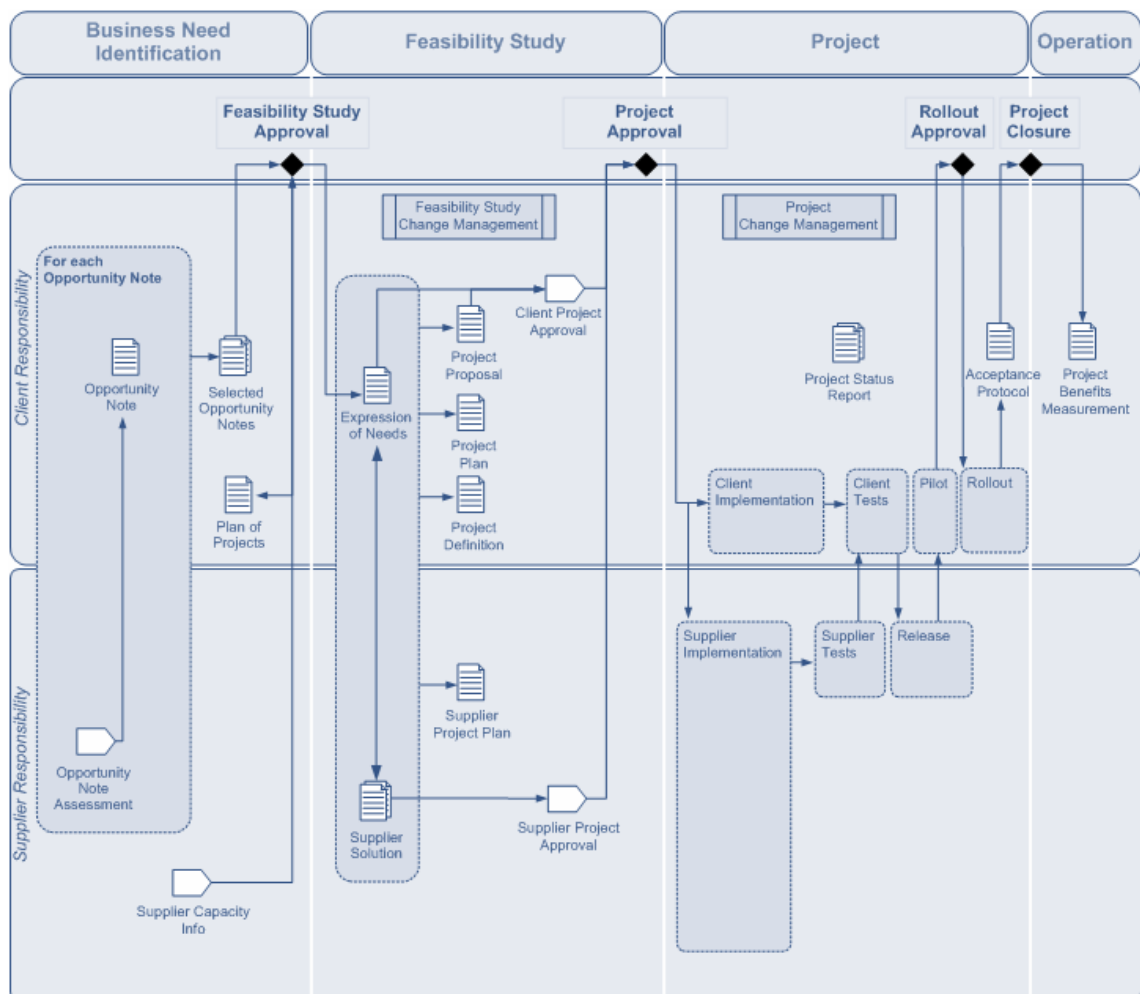 Business Need
Identification
Feasibility Study
Project
Operation
Feasibility Study
Approval
Project
Approval
Rollout
Approval
Project
Closure
Client Responsibility
Feasibility Study
Change Management
Project
Change Management
For each
Opportunity Note
Opportunity
Note
Selected
Opportunity
Notes
Plan of
Projects
Expression
of Needs
Project
Proposal
Client Project
Approval
Project
Plan
Project
Definition
Project Status
Report
Acceptance
Protocol
Project
Benefits
Measurement
Client
Implementation
Client
Tests
Pilot
Rollout
Supplier Responsibility
Opportunity
Note
Assessment
Supplier Capacity
Info
Supplier
Project Plan
Supplier
Solution
Supplier Project
Approval
Supplier
Implementation
Supplier
Tests
Release